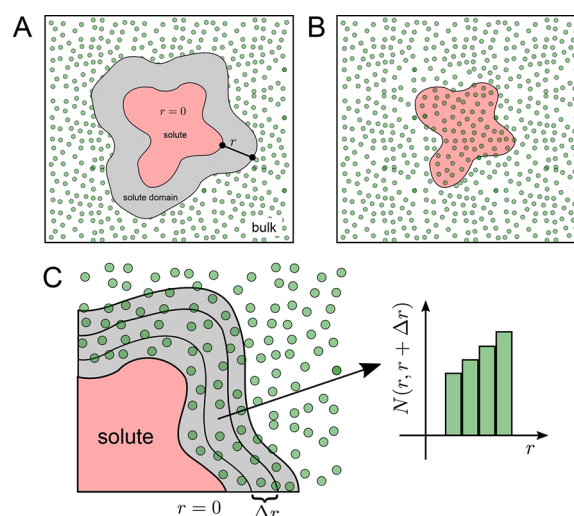 A
B
r = 0
solute
r
solute domain
bulk
C
solute
r = 0
Δr
N(r, r + Δr)
r